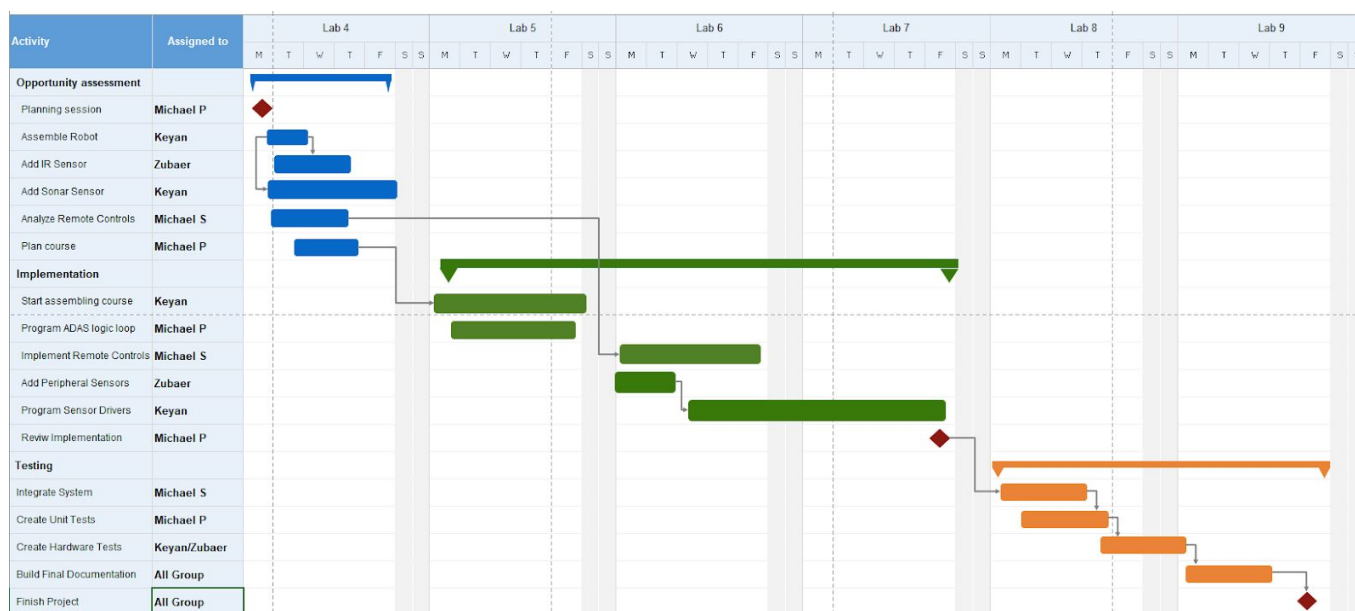 Activity Assigned to Lab 4 Lab 5 Lab 6 Lab 7 Lab 8 Lab 9
M T W T F S S M T W T F S S M T W T F S S M T W T F S S M T W T F S S M T W T F S
Opportunity assessment
Planning session Michael P
Assemble Robot Keyan
Add IR Sensor Zubaer
Add Sonar Sensor Keyan
Analyze Remote Controls Michael S
Plan course Michael P
Implementation
Start assembling course Keyan
Program ADAS logic loop Michael P
Implement Remote Controls Michael S
Add Peripheral Sensors Zubaer
Program Sensor Drivers Keyan
Reviw Implementation Michael P
Testing
Integrate System Michael S
Create Unit Tests Michael P
Create Hardware Tests Keyan/Zubaer
Build Final Documentation All Group
Finish Project All Group